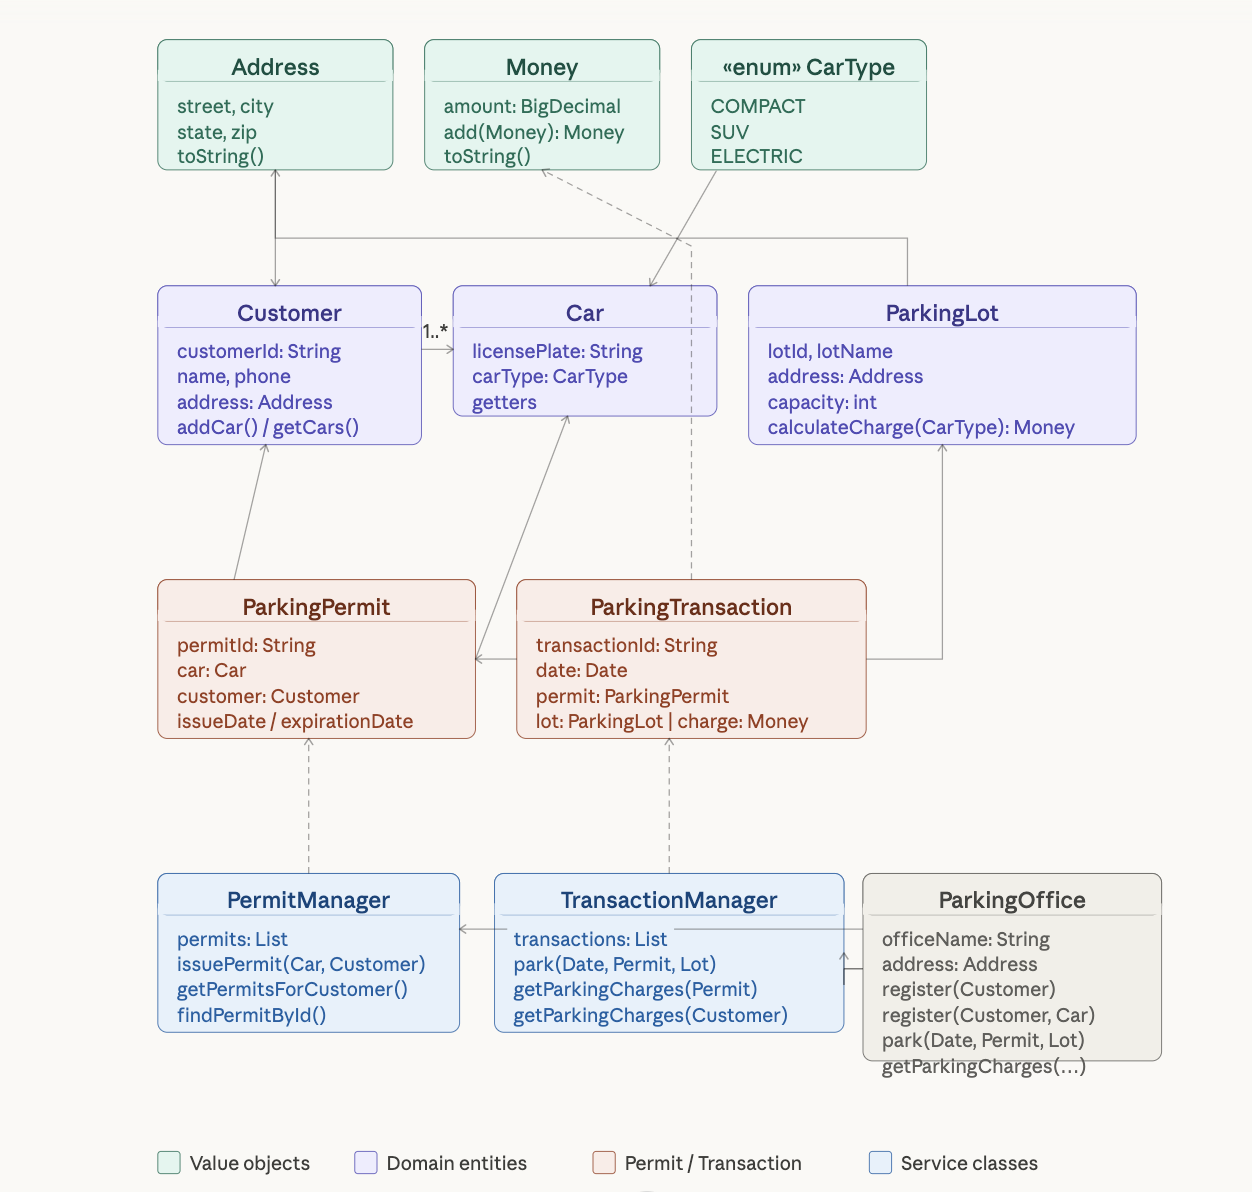 Address
street, city
state, zip
toString()
Money
amount: BigDecimal
add(Money): Money
toString()
«enum» CarType
COMPACT
SUV
ELECTRIC
Customer
customerId: String
name, phone
address: Address
addCar() / getCars()
1..*
Car
licensePlate: String
carType: CarType
getters
ParkingLot
lotId, lotName
address: Address
capacity: int
calculateCharge(CarType): Money
ParkingPermit
permitId: String
car: Car
customer: Customer
issueDate / expirationDate
ParkingTransaction
transactionId: String
date: Date
permit: ParkingPermit
lot: ParkingLot | charge: Money
PermitManager
permits: List
issuePermit(Car, Customer)
getPermitsForCustomer()
findPermitById()
TransactionManager
transactions: List
park(Date, Permit, Lot)
getParkingCharges(Permit)
getParkingCharges(Customer)
ParkingOffice
officeName: String
address: Address
register(Customer)
register(Customer, Car)
park(Date, Permit, Lot)
getParkingCharges(...)
Value objects
Domain entities
Permit / Transaction
Service classes